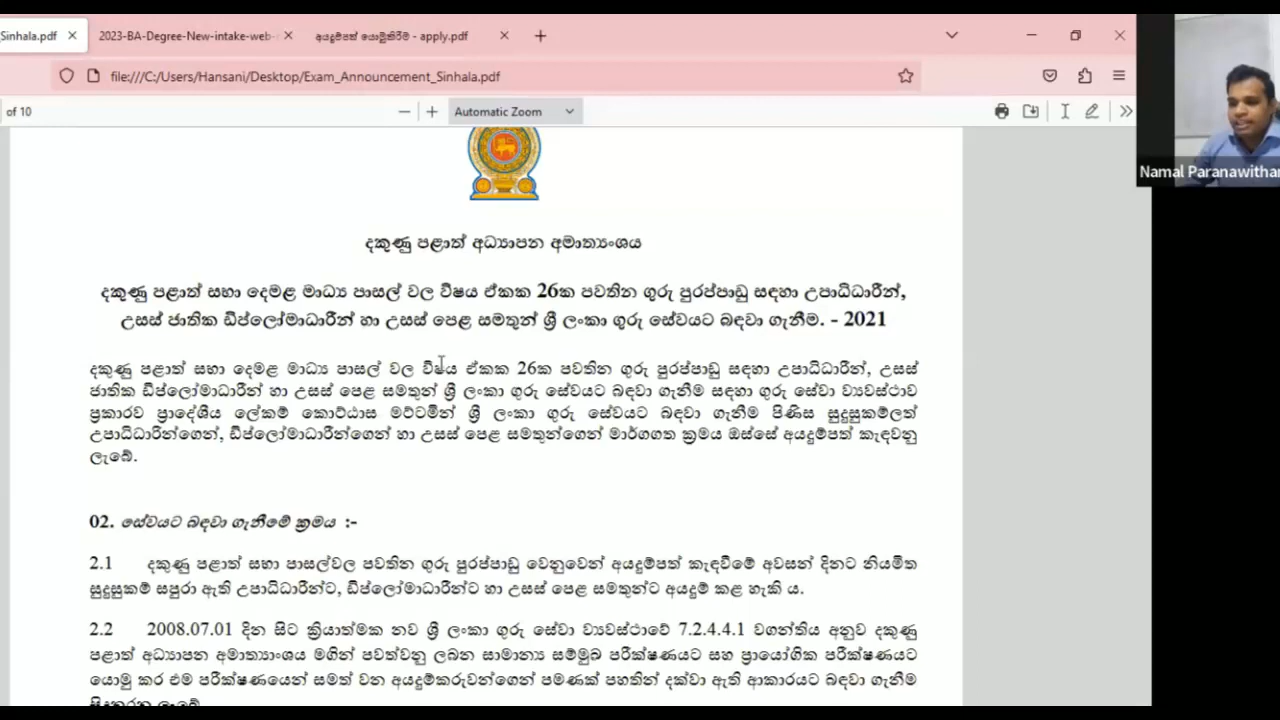 Sinhala.pdf
2023-BA-Degree-New-intake-web-
අයදුම්පත් යොමුකිරීම - apply.pdf
file:///C:/Users/Hansani/Desktop/Exam_Announcement_Sinhala.pdf
of 10
Automatic Zoom
Namal Paranawithan
දකුණු පළාත් අධ්‍යාපන අමාත්‍යංශය
දකුණු පළාත් සභා දෙමළ මාධ්‍ය පාසල් වල විෂය ඒකක 26ක පවතින ගුරු පුරප්පාඩු සඳහා උපාධිධාරීන්,
උසස් ජාතික ඩිප්ලෝමාධාරීන් හා උසස් පෙළ සමතුන් ශ්‍රී ලංකා ගුරු සේවයට බඳවා ගැනීම. - 2021
දකුණු පළාත් සභා දෙමළ මාධ්‍ය පාසල් වල විෂය ඒකක 26ක පවතින ගුරු පුරප්පාඩු සඳහා උපාධිධාරීන්, උසස්
ජාතික ඩිප්ලෝමාධාරීන් හා උසස් පෙළ සමතුන් ශ්‍රී ලංකා ගුරු සේවයට බඳවා ගැනීම සඳහා ගුරු සේවා ව්‍යවස්ථාව
ප්‍රකාරව ප්‍රාදේශීය ලේකම් කොට්ඨාස මට්ටමින් ශ්‍රී ලංකා ගුරු සේවයට බඳවා ගැනීම පිණිස සුදුසුකම්ලත්
උපාධිධාරීන්ගෙන්, ඩිප්ලෝමාධාරීන්ගෙන් හා උසස් පෙළ සමතුන්ගෙන් මාර්ගගත ක්‍රමය ඔස්සේ අයදුම්පත් කැඳවනු
ලැබේ.
02. සේවයට බඳවා ගැනීමේ ක්‍රමය :-
2.1 දකුණු පළාත් සභා පාසල්වල පවතින ගුරු පුරප්පාඩු වෙනුවෙන් අයදුම්පත් කැඳවීමේ අවසන් දිනට නියමිත
සුදුසුකම් සපුරා ඇති උපාධිධාරීන්ට, ඩිප්ලෝමාධාරීන්ට හා උසස් පෙළ සමතුන්ට අයදුම් කළ හැකි ය.
2.2 2008.07.01 දින සිට ක්‍රියාත්මක නව ශ්‍රී ලංකා ගුරු සේවා ව්‍යවස්ථාවේ 7.2.4.4.1 වගන්තිය අනුව දකුණු
පළාත් අධ්‍යාපන අමාත්‍යාංශය මගින් පවත්වනු ලබන සාමාන්‍ය සම්මුඛ පරීක්ෂණයට සහ ප්‍රායෝගික පරීක්ෂණයට
යොමු කර එම පරීක්ෂණයෙන් සමත් වන අයදුම්කරුවන්ගෙන් පමණක් පහතින් දක්වා ඇති ආකාරයට බඳවා ගැනීම